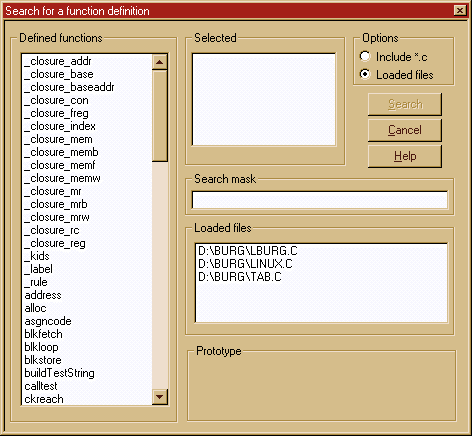 Search for a function definition
Defined functions
_closure_addr
_closure_base
_closure_baseaddr
_closure_con
_closure_freg
_closure_index
_closure_mem
_closure_memb
_closure_memf
_closure_memw
_closure_mr
_closure_mrb
_closure_mrw
_closure_rc
_closure_reg
_kids
_label
_rule
address
alloc
asgncode
blkfetch
blkloop
blkstore
buildTestString
calltest
ckreach
Selected
Options
Include *.c
Loaded files
Search
Cancel
Help
Search mask
Loaded files
D:\BURG\LBURG.C
D:\BURG\LINUX.C
D:\BURG\TAB.C
Prototype